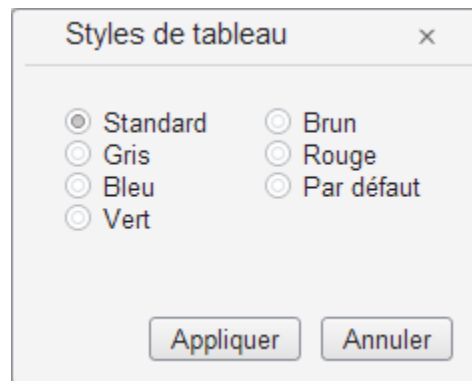 Styles de tableau ×
Standard
Gris
Bleu
Vert
Brun
Rouge
Par défaut
Appliquer Annuler